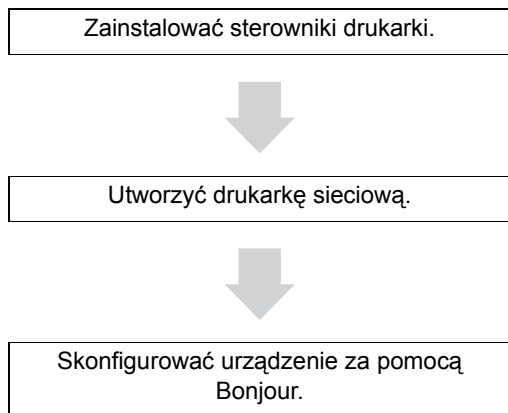 Zainstalować sterowniki drukarki.
Utworzyć drukarkę sieciową.
Skonfigurować urządzenie za pomocą
Bonjour.